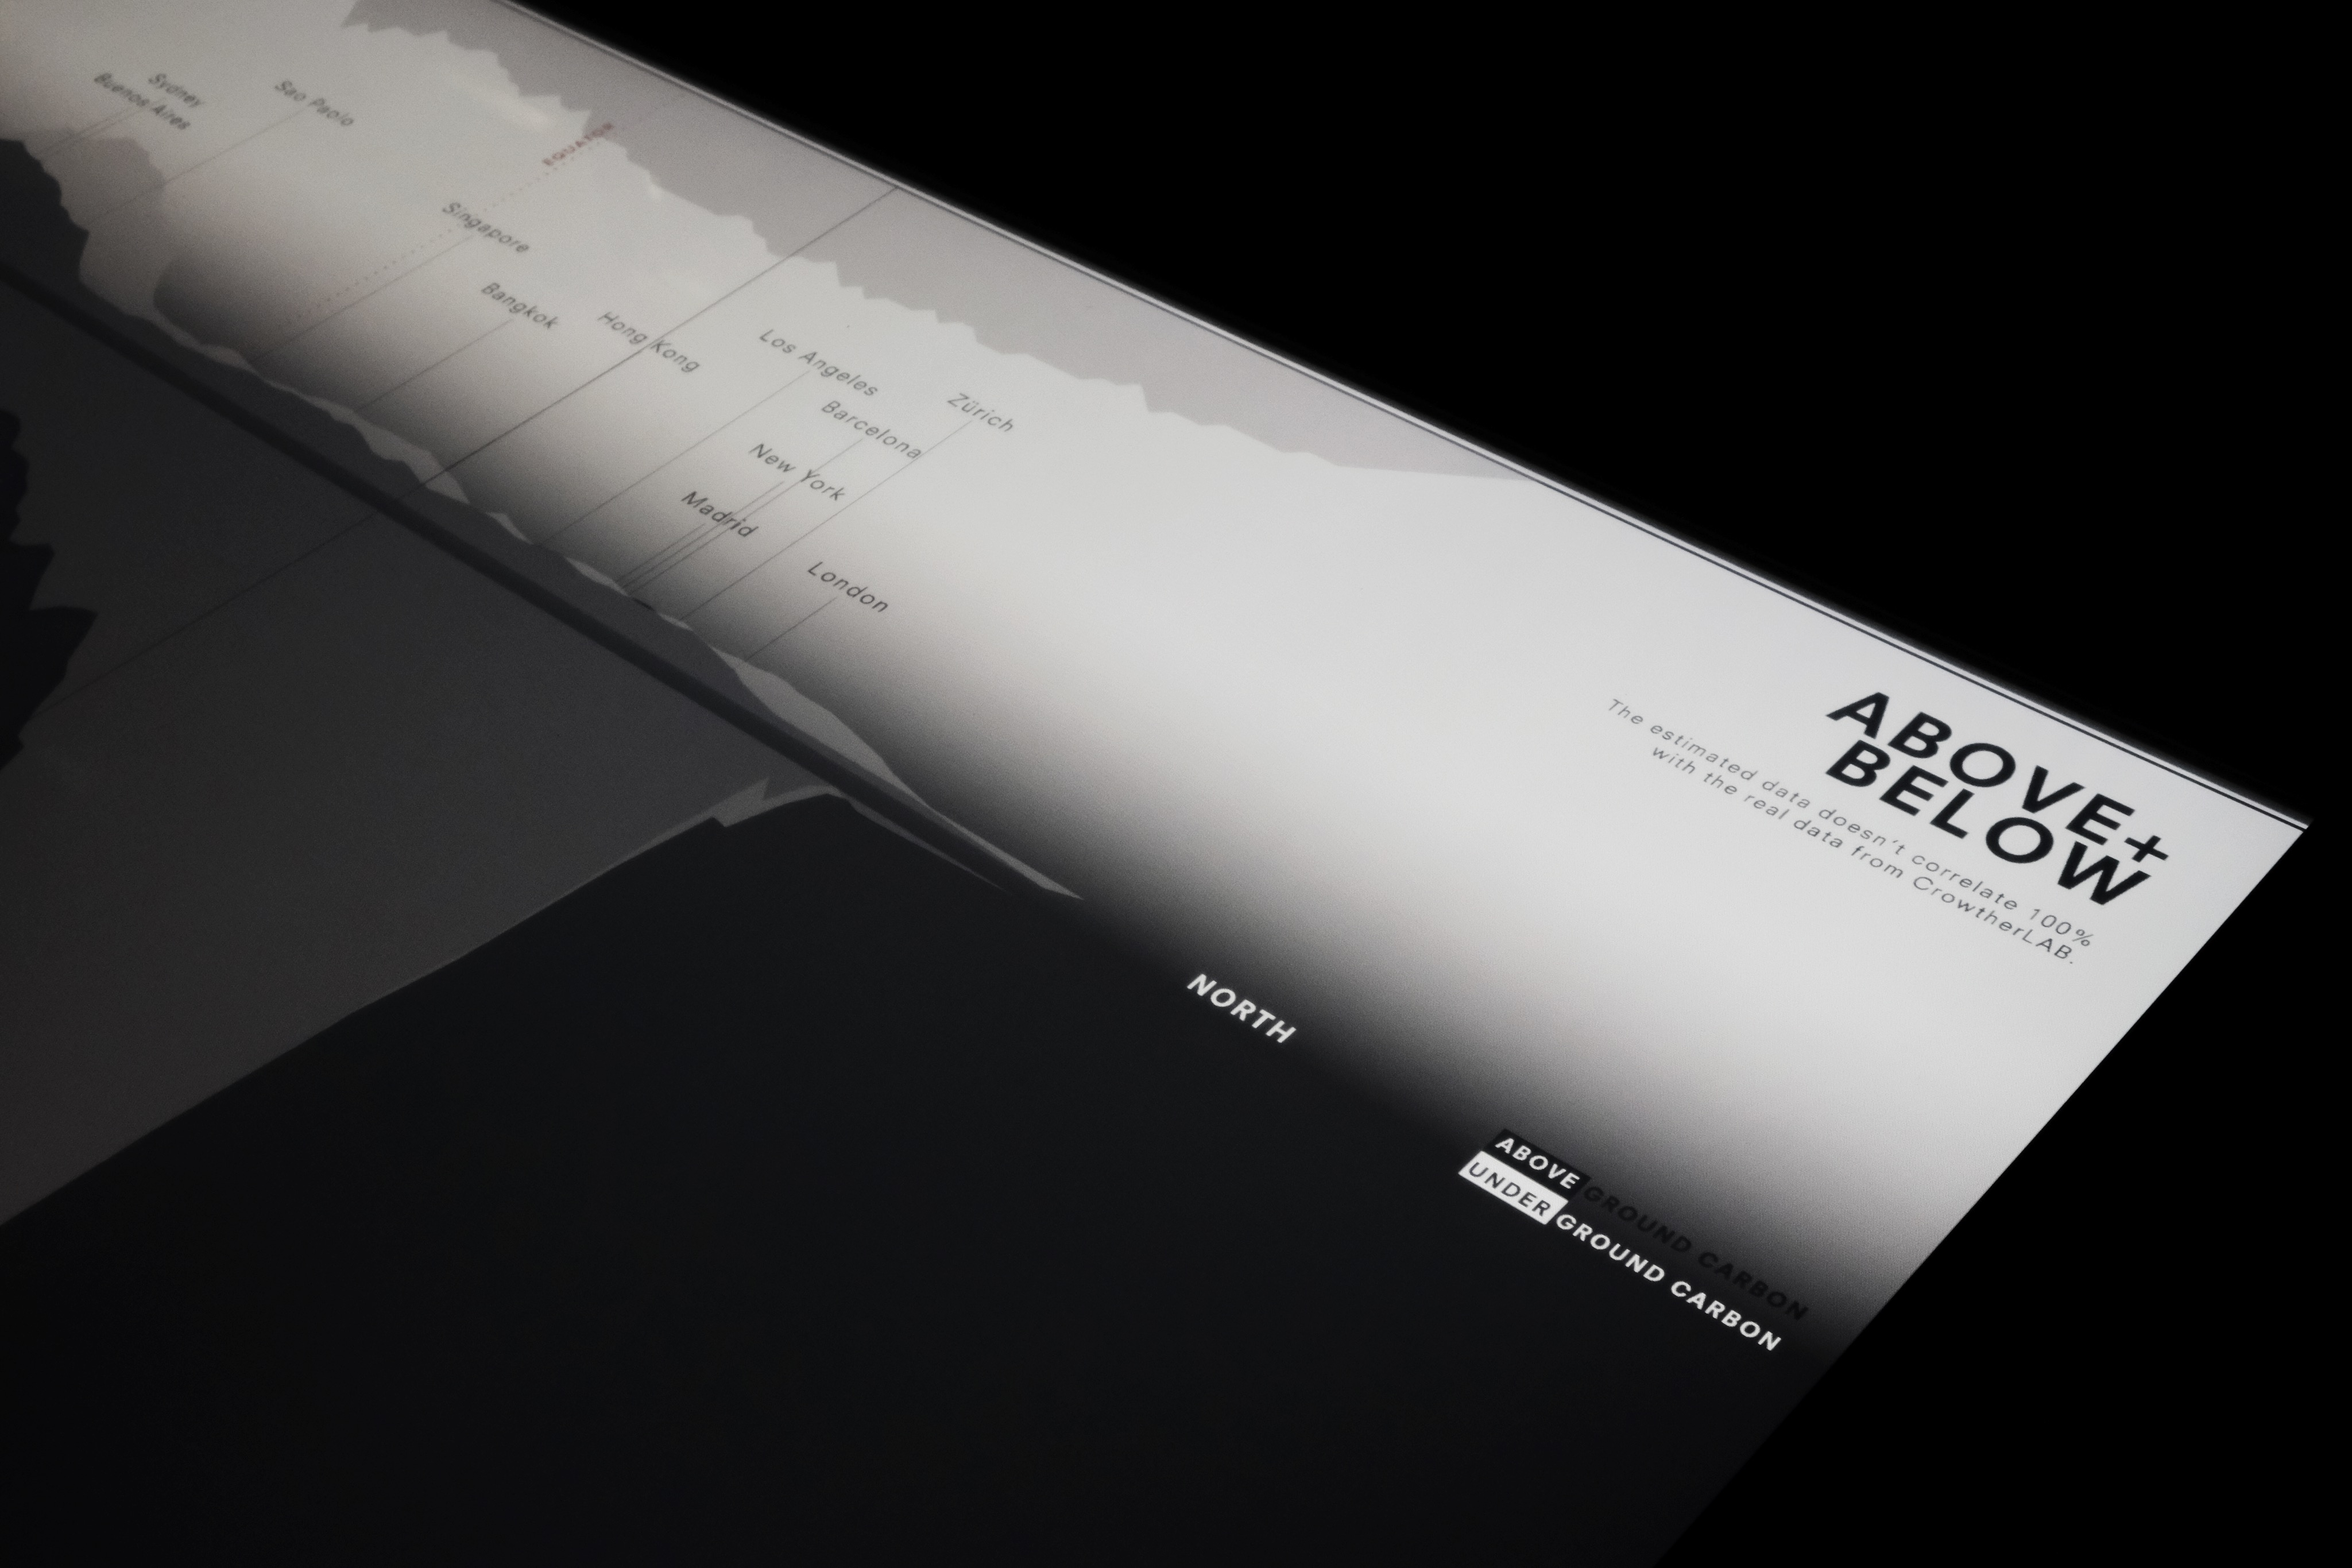 Sydney
Buenos Aires
Sao Paolo
EQUATOR
Singapore
Bangkok
Hong Kong
Los Angeles
Zürich
Barcelona
New York
Madrid
London
ABOVE+
BELOW
The estimated data doesn't correlate 100%
with the real data from CrowtherLAB.
NORTH
ABOVE GROUND CARBON
UNDER GROUND CARBON